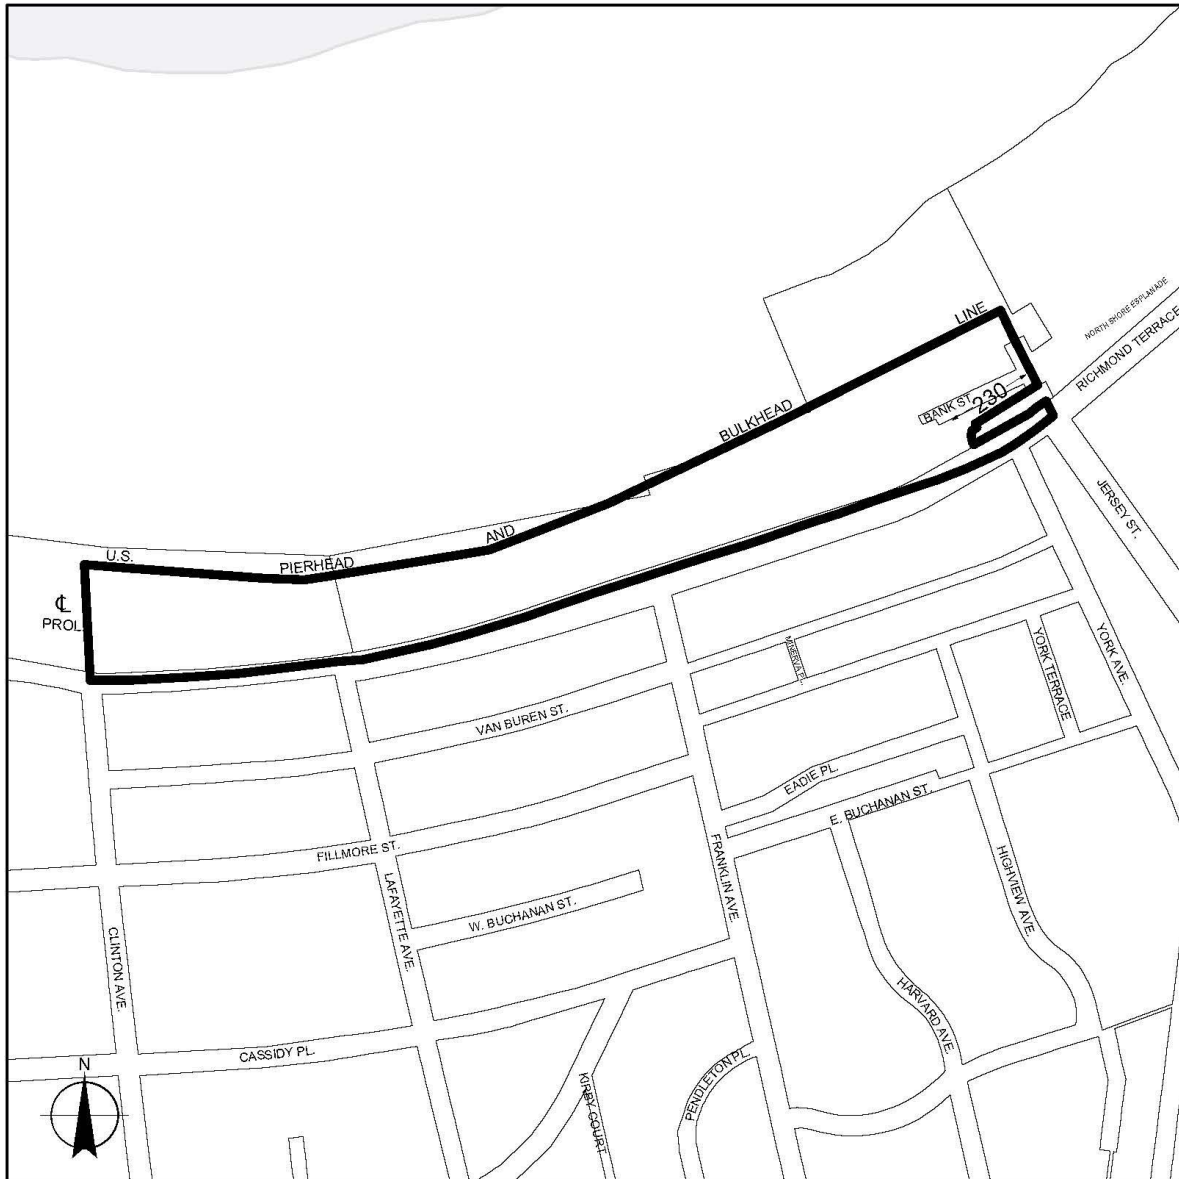 NORTH SHORE ESPLANADE
LINE
RICHMOND TERRACE
BANK ST.
230
BULKHEAD
JERSEY ST.
AND
U.S.
PIERHEAD
℄
PROL.
MINERVA PL.
YORK TERRACE
YORK AVE.
VAN BUREN ST.
EADIE PL.
E. BUCHANAN ST.
FILLMORE ST.
FRANKLIN AVE.
HIGHVIEW AVE.
LAFAYETTE AVE.
W. BUCHANAN ST.
CLINTON AVE.
HARVARD AVE.
CASSIDY PL.
PENDLETON PL.
KIRBY COURT
N